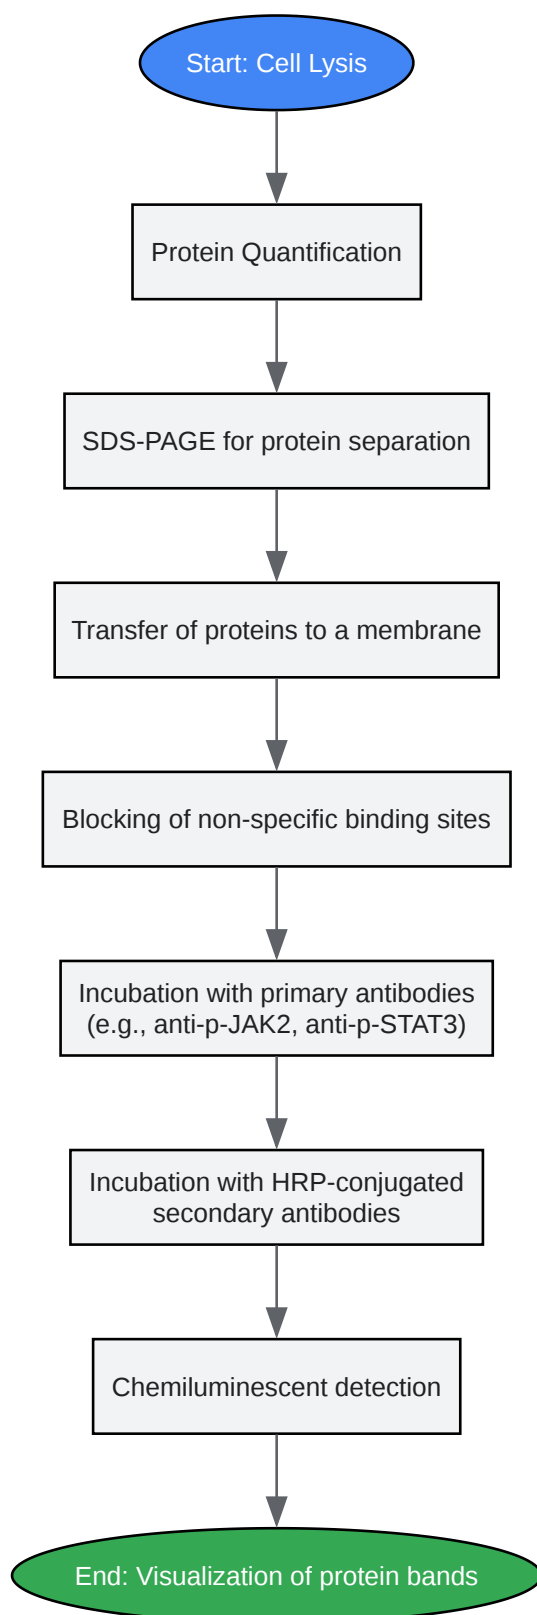 Start: Cell Lysis
Protein Quantification
SDS-PAGE for protein separation
Transfer of proteins to a membrane
Blocking of non-specific binding sites
Incubation with primary antibodies
(e.g., anti-p-JAK2, anti-p-STAT3)
Incubation with HRP-conjugated
secondary antibodies
Chemiluminescent detection
End: Visualization of protein bands